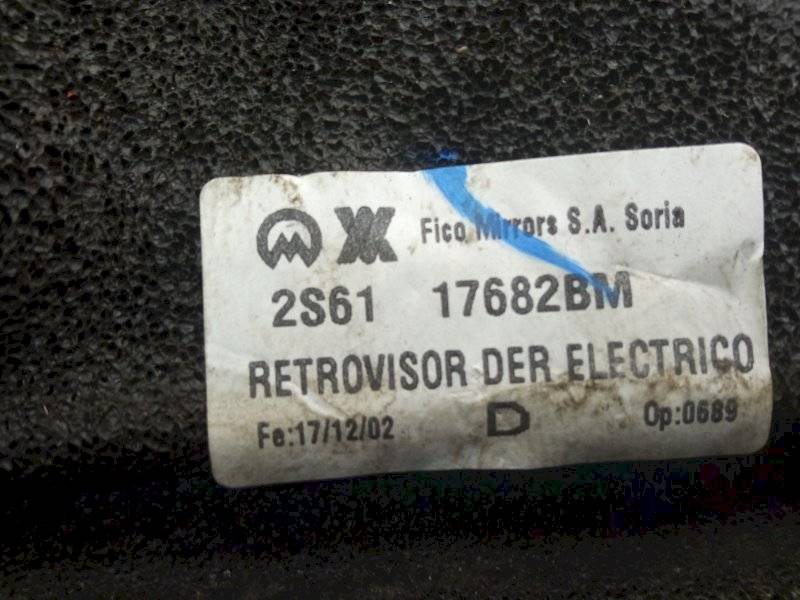 Fico Mirrors S.A. Soria
2S61 17682BM
RETROVISOR DER ELECTRICO
Fe:17/12/02 D Op:0689